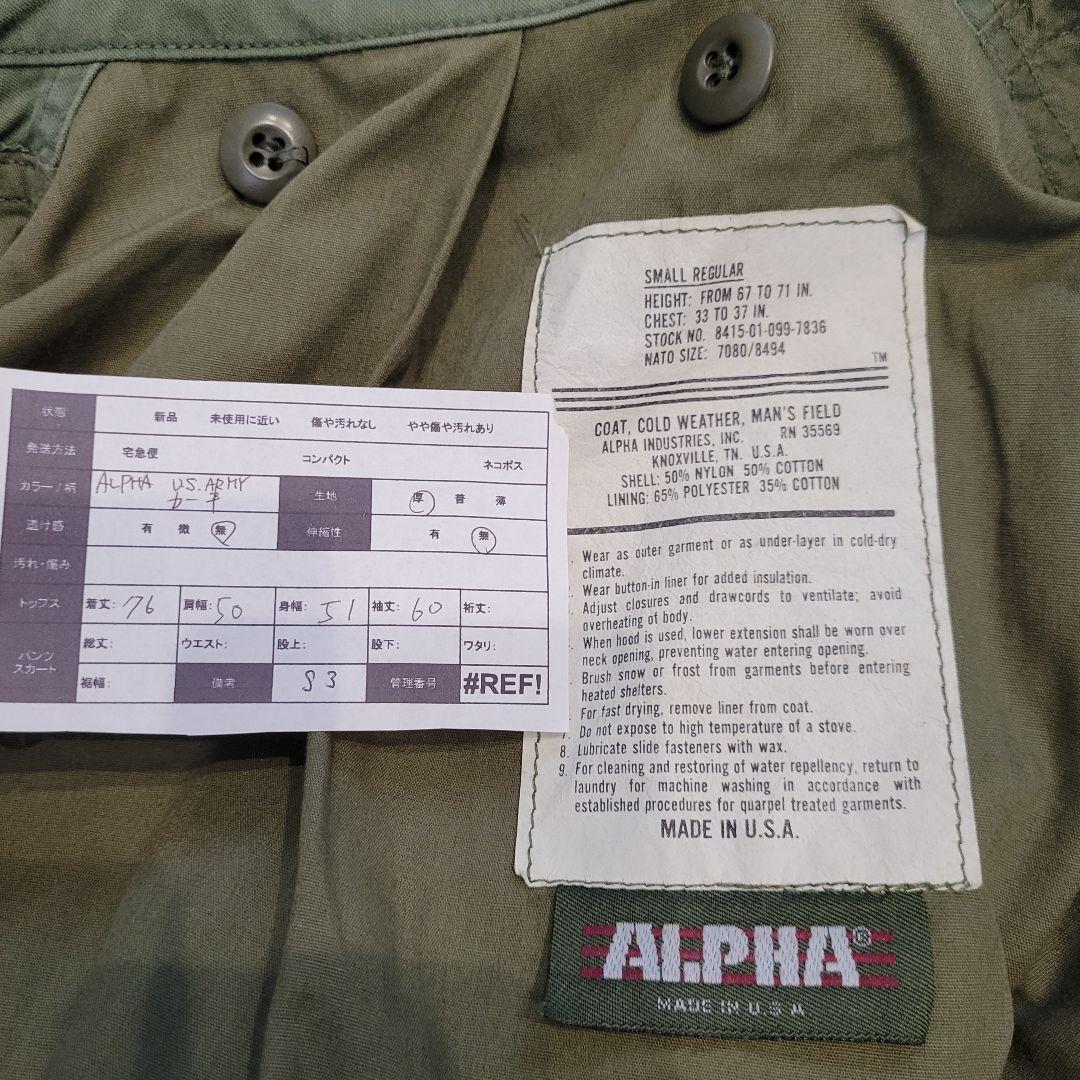 状態 新品 未使用に近い 傷や汚れなし やや傷や汚れあり
発送方法 宅急便 コンパクト ネコポス
カラー / 柄 ALPHA U.S.ARMY カーキ 生地 厚 普 薄
透け感 有 微 無 伸縮性 有 無
汚れ・傷み
トップス 着丈: 76 肩幅: 50 身幅: 51 袖丈: 60 裄丈:
パンツ スカート 総丈: ウエスト: 股上: 股下: ワタリ:
裾幅: 備考 S3 管理番号 #REF!
SMALL REGULAR
HEIGHT: FROM 67 TO 71 IN.
CHEST: 33 TO 37 IN.
STOCK NO. 8415-01-099-7836
NATO SIZE: 7080/8494
TM
COAT, COLD WEATHER, MAN'S FIELD
ALPHA INDUSTRIES, INC. RN 35569
KNOXVILLE, TN. U.S.A.
SHELL: 50% NYLON 50% COTTON
LINING: 65% POLYESTER 35% COTTON
Wear as outer garment or as under-layer in cold-dry
climate.
Wear button-in liner for added insulation.
Adjust closures and drawcords to ventilate; avoid
overheating of body.
When hood is used, lower extension shall be worn over
neck opening, preventing water entering opening.
Brush snow or frost from garments before entering
heated shelters.
For fast drying, remove liner from coat.
Do not expose to high temperature of a stove.
8. Lubricate slide fasteners with wax.
9. For cleaning and restoring of water repellency, return to
laundry for machine washing in accordance with
established procedures for quarpel treated garments.
MADE IN U.S.A.
ALPHA®
MADE IN U.S.A